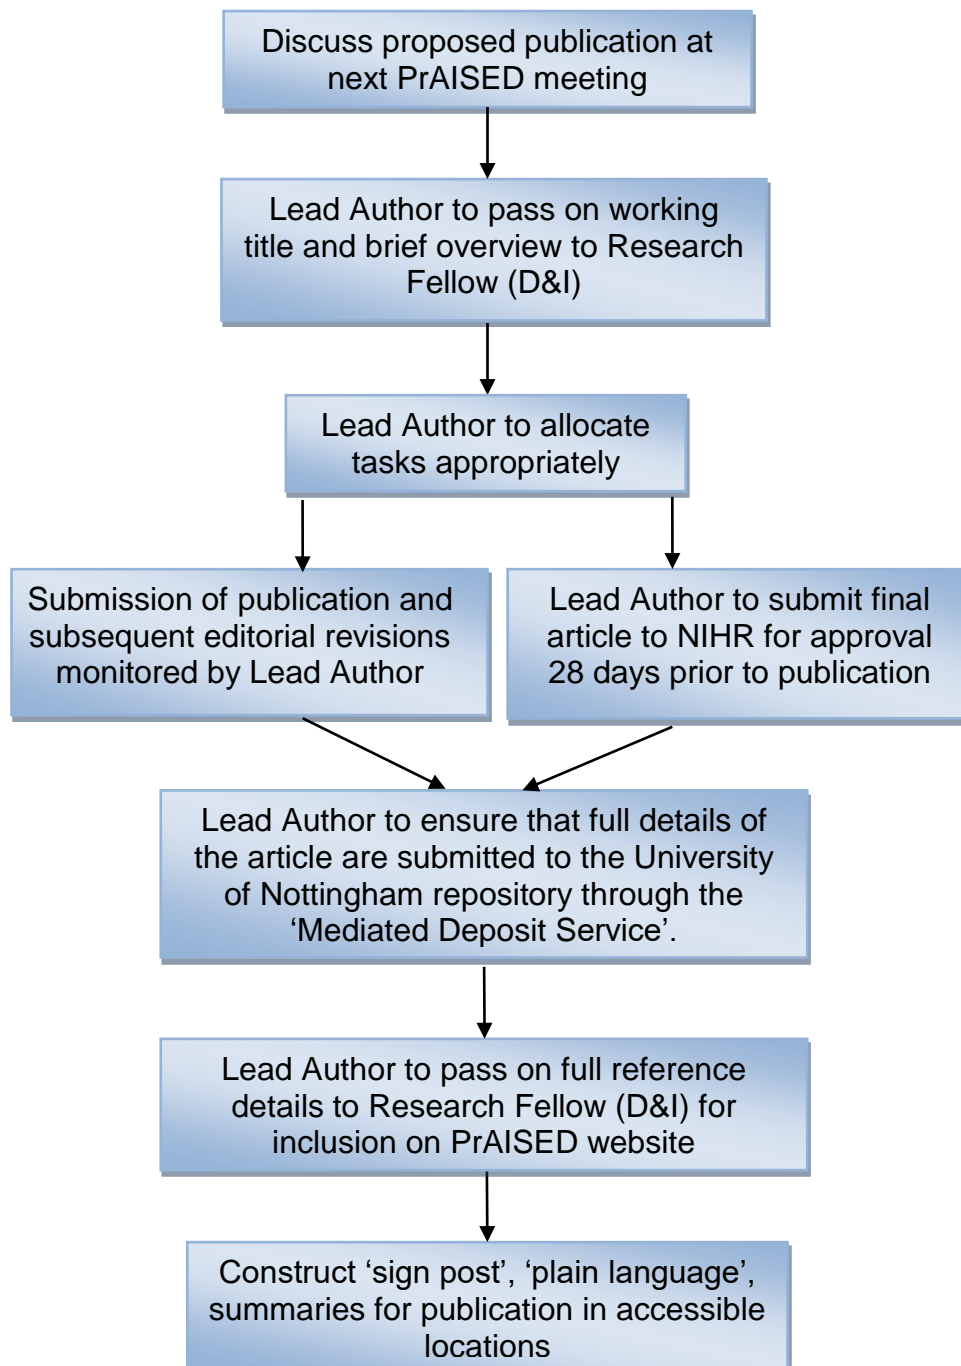 Discuss proposed publication at
next PrAISED meeting
Lead Author to pass on working
title and brief overview to Research
Fellow (D&I)
Lead Author to allocate
tasks appropriately
Submission of publication and
subsequent editorial revisions
monitored by Lead Author
Lead Author to submit final
article to NIHR for approval
28 days prior to publication
Lead Author to ensure that full details of
the article are submitted to the University
of Nottingham repository through the
‘Mediated Deposit Service’.
Lead Author to pass on full reference
details to Research Fellow (D&I) for
inclusion on PrAISED website
Construct ‘sign post’, ‘plain language’,
summaries for publication in accessible
locations